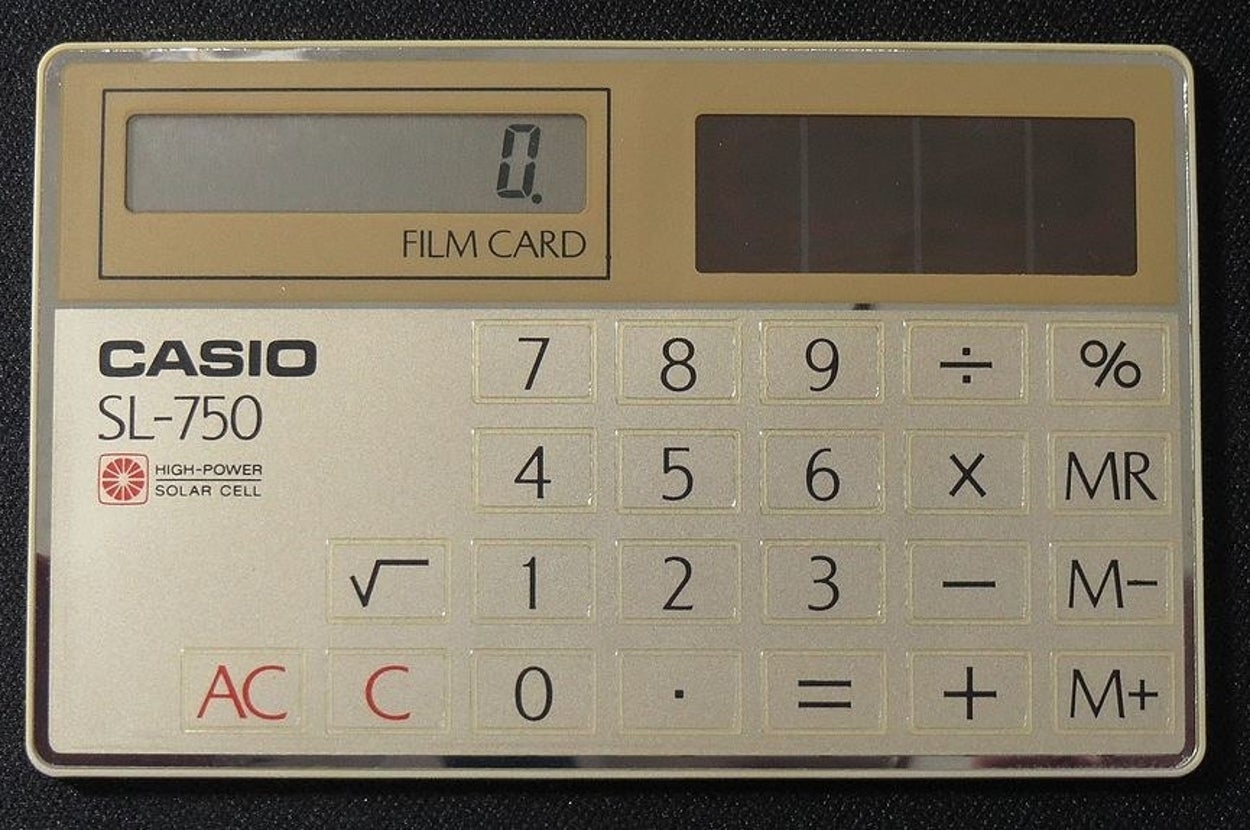 0.
FILM CARD
CASIO
SL-750
HIGH-POWER
SOLAR CELL
7 8 9 ÷ %
4 5 6 × MR
√ 1 2 3 − M−
AC C 0 · = + M+